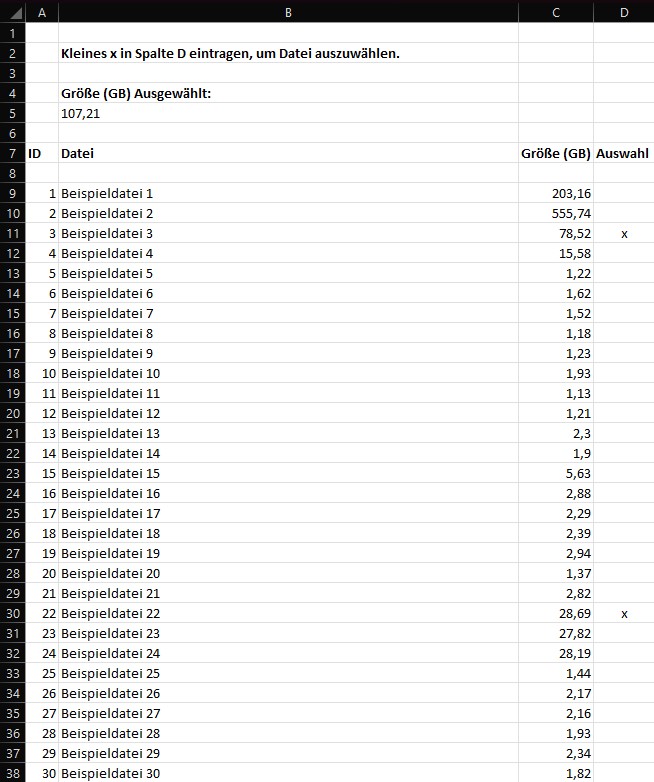 A B C D
1
2 Kleines x in Spalte D eintragen, um Datei auszuwählen.
3
4 Größe (GB) Ausgewählt:
5 107,21
6
7 ID Datei Größe (GB) Auswahl
8
9 1 Beispieldatei 1 203,16
10 2 Beispieldatei 2 555,74
11 3 Beispieldatei 3 78,52 x
12 4 Beispieldatei 4 15,58
13 5 Beispieldatei 5 1,22
14 6 Beispieldatei 6 1,62
15 7 Beispieldatei 7 1,52
16 8 Beispieldatei 8 1,18
17 9 Beispieldatei 9 1,23
18 10 Beispieldatei 10 1,93
19 11 Beispieldatei 11 1,13
20 12 Beispieldatei 12 1,21
21 13 Beispieldatei 13 2,3
22 14 Beispieldatei 14 1,9
23 15 Beispieldatei 15 5,63
24 16 Beispieldatei 16 2,88
25 17 Beispieldatei 17 2,29
26 18 Beispieldatei 18 2,39
27 19 Beispieldatei 19 2,94
28 20 Beispieldatei 20 1,37
29 21 Beispieldatei 21 2,82
30 22 Beispieldatei 22 28,69 x
31 23 Beispieldatei 23 27,82
32 24 Beispieldatei 24 28,19
33 25 Beispieldatei 25 1,44
34 26 Beispieldatei 26 2,17
35 27 Beispieldatei 27 2,16
36 28 Beispieldatei 28 1,93
37 29 Beispieldatei 29 2,34
38 30 Beispieldatei 30 1,82